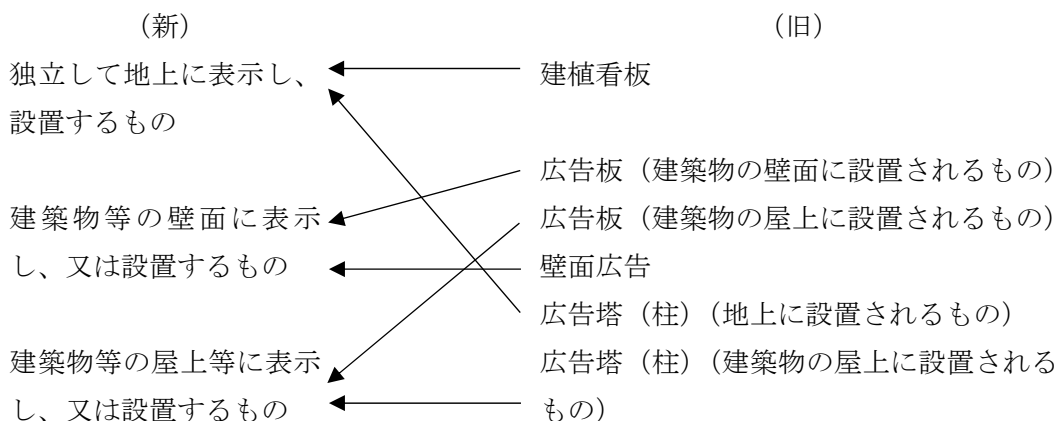 （新）
（旧）
独立して地上に表示し、
設置するもの
建築物等の壁面に表示
し、又は設置するもの
建築物等の屋上等に表示
し、又は設置するもの
建植看板
広告板（建築物の壁面に設置されるもの）
広告板（建築物の屋上に設置されるもの）
壁面広告
広告塔（柱）（地上に設置されるもの）
広告塔（柱）（建築物の屋上に設置される
もの）